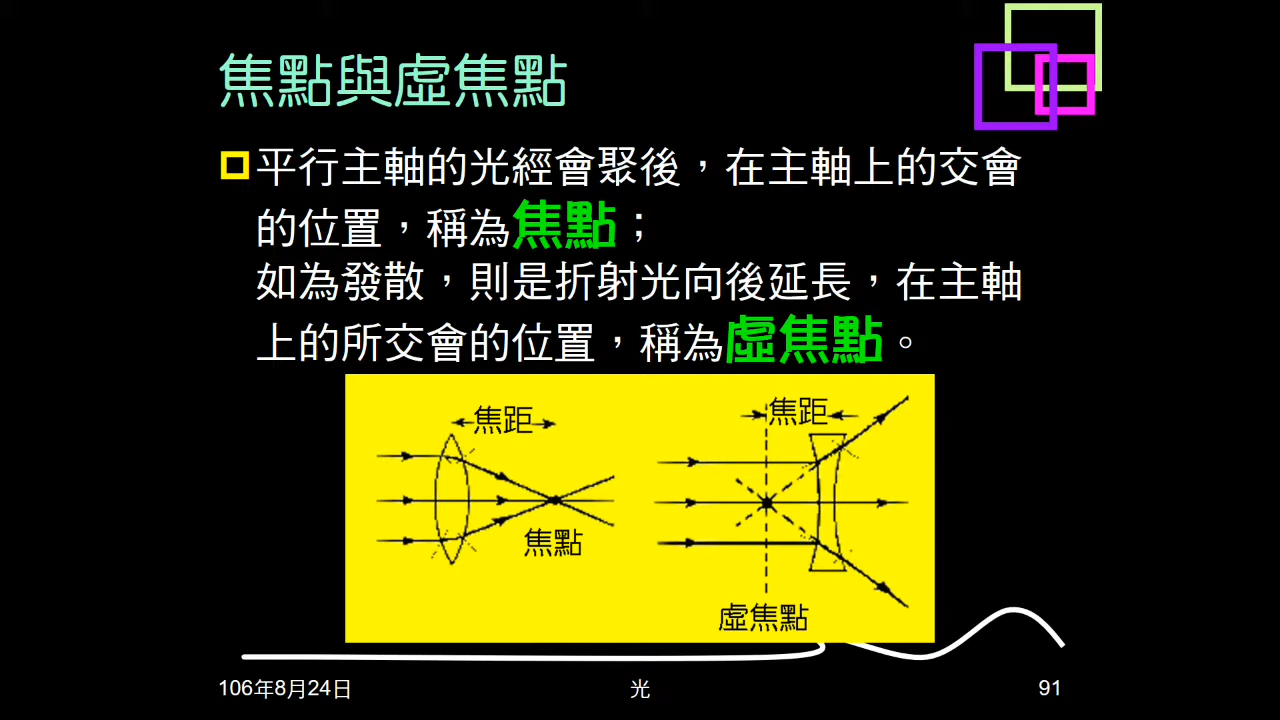 焦點與虛焦點
平行主軸的光經會聚後，在主軸上的交會
的位置，稱為焦點；
如為發散，則是折射光向後延長，在主軸
上的所交會的位置，稱為虛焦點。
焦距
焦點
焦距
虛焦點
106年8月24日
光
91